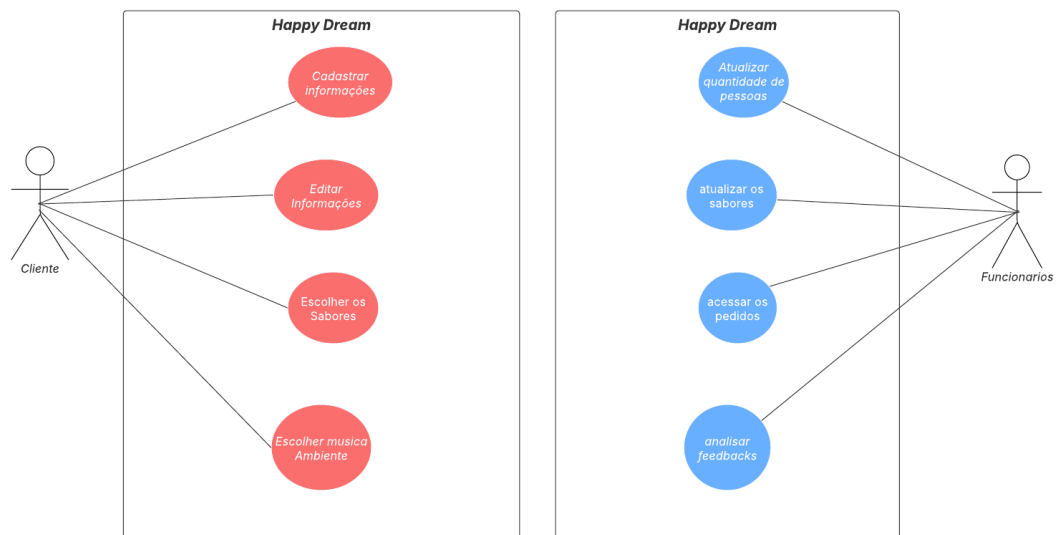 Happy Dream
Cadastrar
informações
Editar
Informações
Escolher os
Sabores
Escolher musica
Ambiente
Cliente
Happy Dream
Atualizar
quantidade de
pessoas
atualizar os
sabores
acessar os
pedidos
analisar
feedbacks
Funcionarios